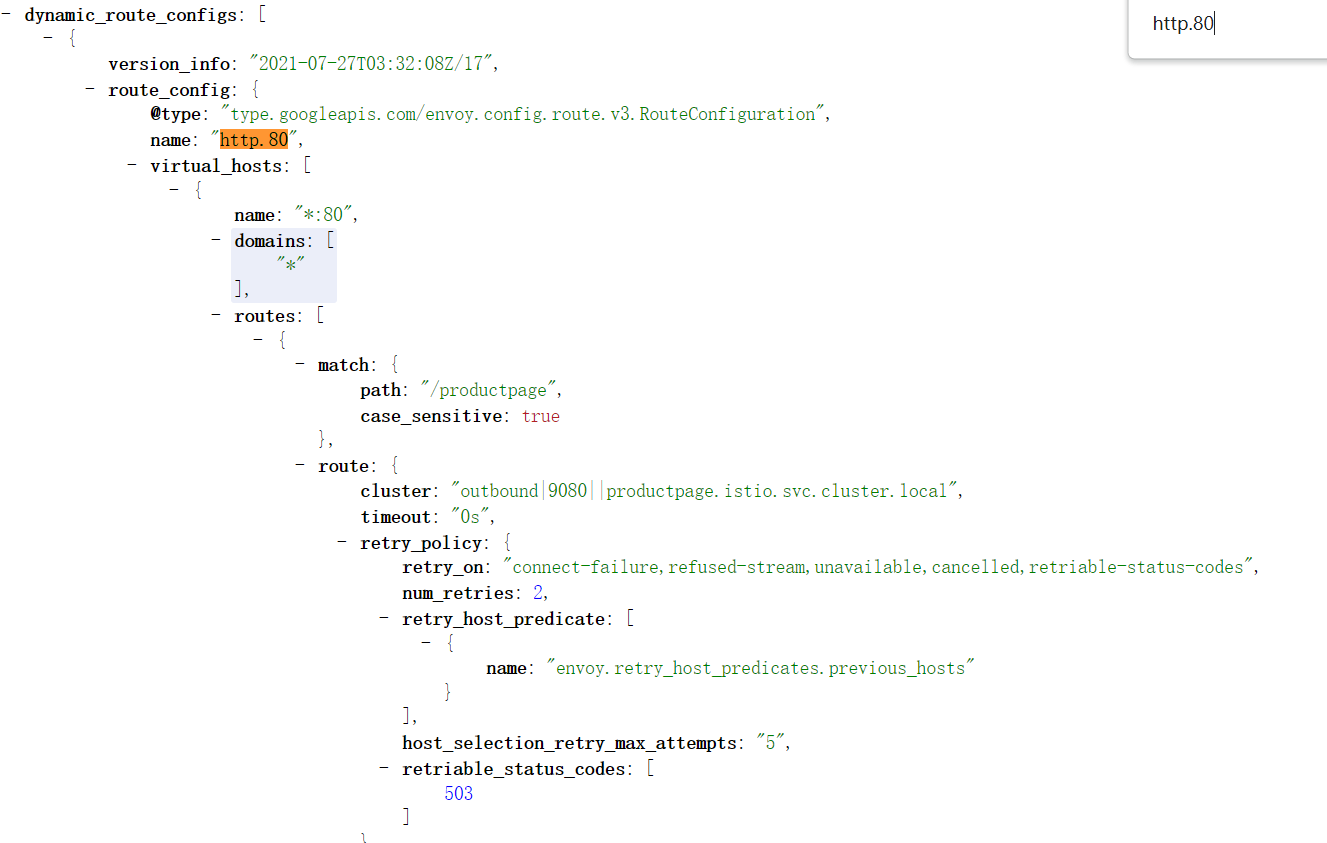 http.80
- dynamic_route_configs: [
- {
version_info: "2021-07-27T03:32:08Z/17",
- route_config: {
@type: "type.googleapis.com/envoy.config.route.v3.RouteConfiguration",
name: "http.80",
- virtual_hosts: [
- {
name: "*:80",
- domains: [
"*"
],
- routes: [
- {
- match: {
path: "/productpage",
case_sensitive: true
},
- route: {
cluster: "outbound|9080||productpage.istio.svc.cluster.local",
timeout: "0s",
- retry_policy: {
retry_on: "connect-failure,refused-stream,unavailable,cancelled,retriable-status-codes",
num_retries: 2,
- retry_host_predicate: [
- {
name: "envoy.retry_host_predicates.previous_hosts"
}
],
host_selection_retry_max_attempts: "5",
- retriable_status_codes: [
503
]
}